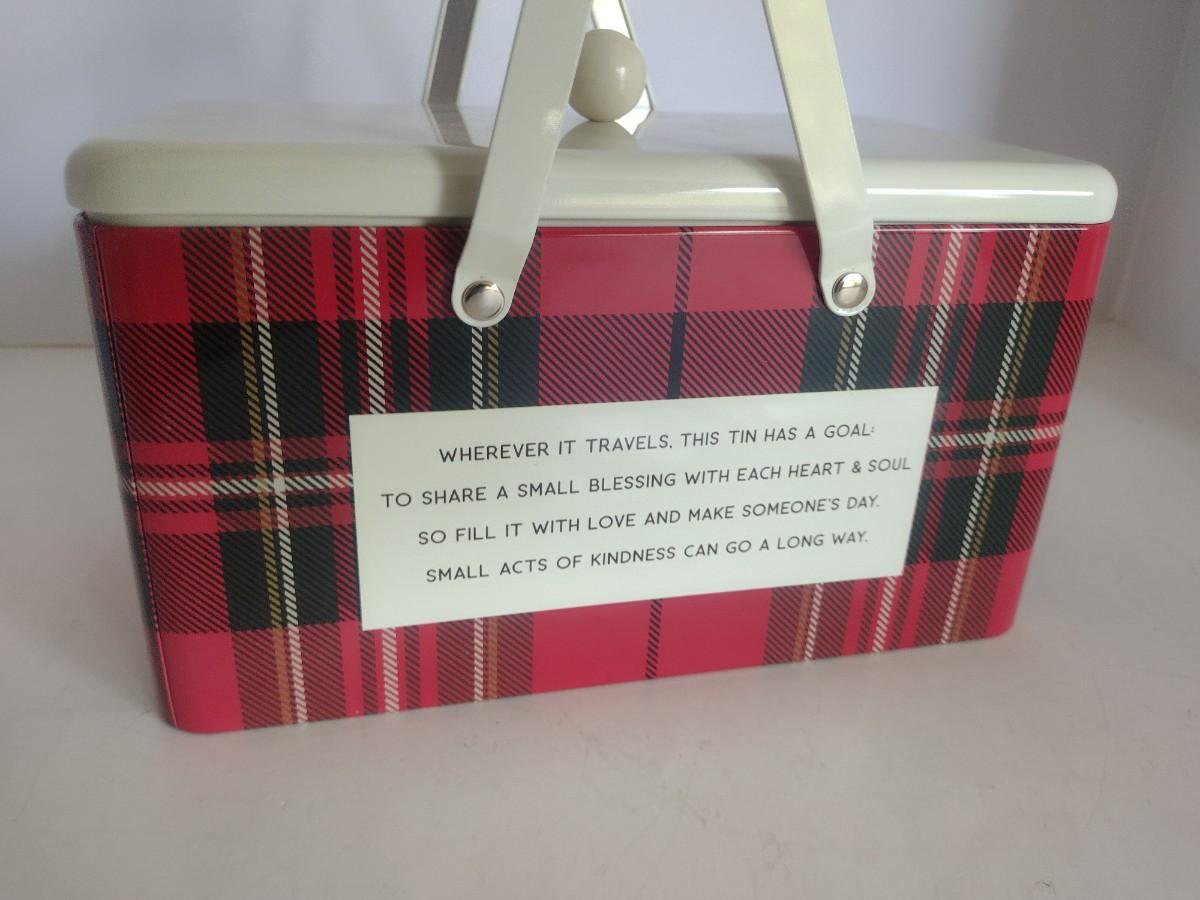 WHEREVER IT TRAVELS, THIS TIN HAS A GOAL:
TO SHARE A SMALL BLESSING WITH EACH HEART & SOUL
SO FILL IT WITH LOVE AND MAKE SOMEONE'S DAY.
SMALL ACTS OF KINDNESS CAN GO A LONG WAY.